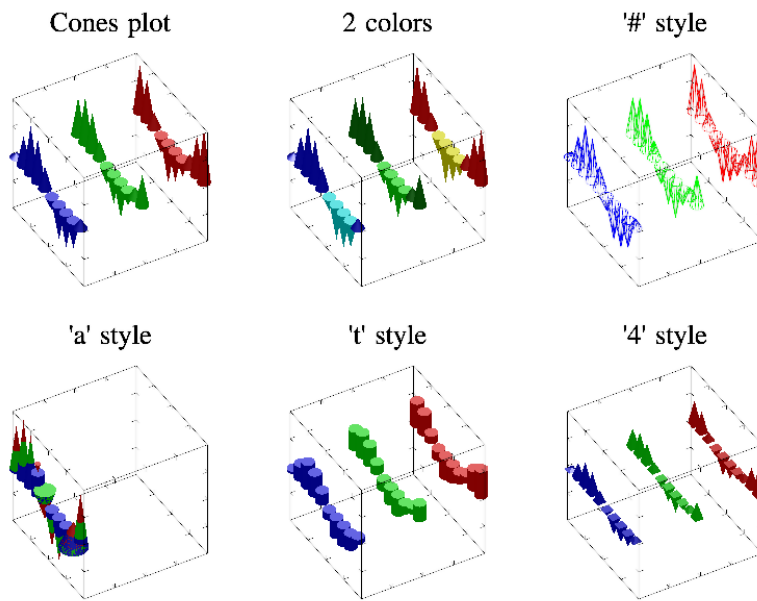 Cones plot
2 colors
'#' style
'a' style
't' style
'4' style